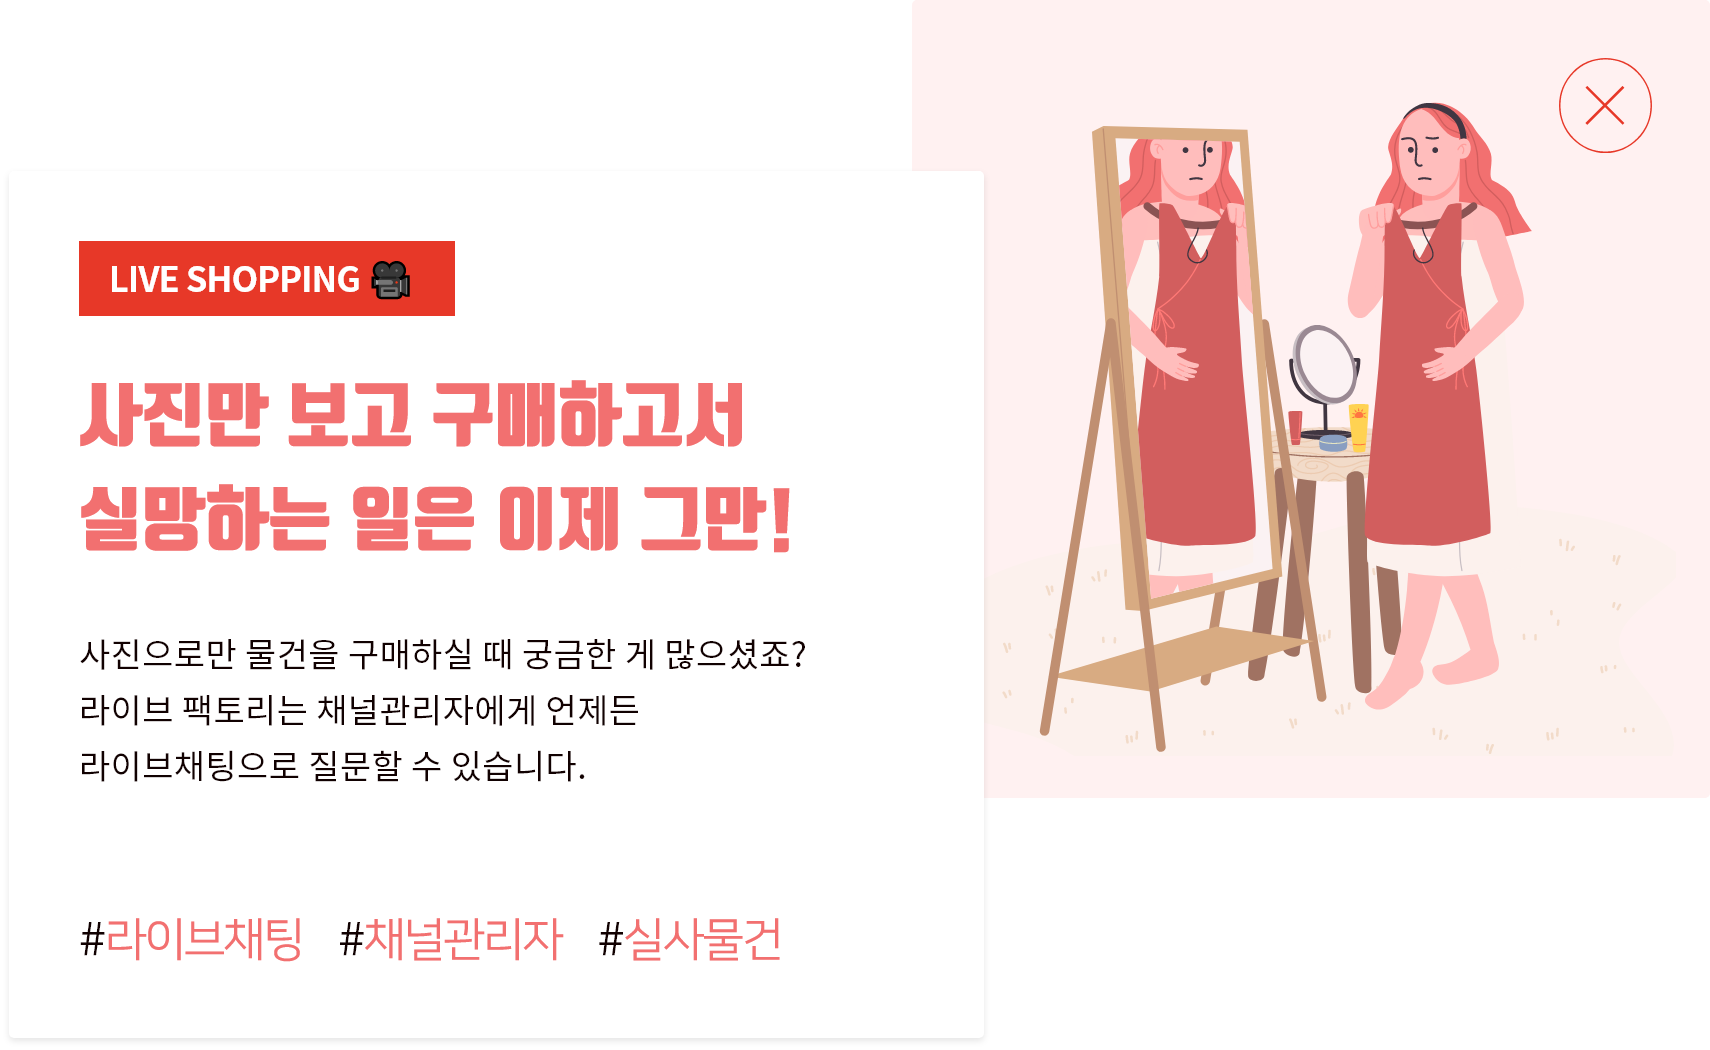 LIVE SHOPPING
사진만 보고 구매하고서
실망하는 일은 이제 그만!
사진으로만 물건을 구매하실 때 궁금한 게 많으셨죠?
라이브 팩토리는 채널관리자에게 언제든
라이브채팅으로 질문할 수 있습니다.
#라이브채팅 #채널관리자 #실사물건